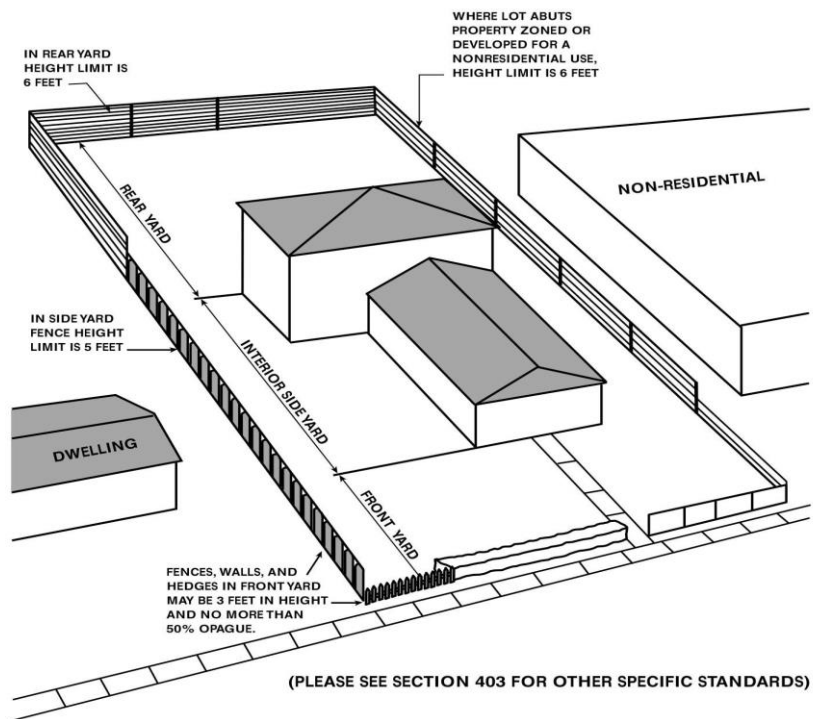 WHERE LOT ABUTS
PROPERTY ZONED OR
DEVELOPED FOR A
NONRESIDENTIAL USE,
HEIGHT LIMIT IS 6 FEET
IN REAR YARD
HEIGHT LIMIT IS
6 FEET
NON-RESIDENTIAL
REAR YARD
IN SIDE YARD
FENCE HEIGHT
LIMIT IS 5 FEET
INTERIOR SIDE YARD
DWELLING
FRONT YARD
FENCES, WALLS, AND
HEDGES IN FRONT YARD
MAY BE 3 FEET IN HEIGHT
AND NO MORE THAN
50% OPAGUE.
(PLEASE SEE SECTION 403 FOR OTHER SPECIFIC STANDARDS)